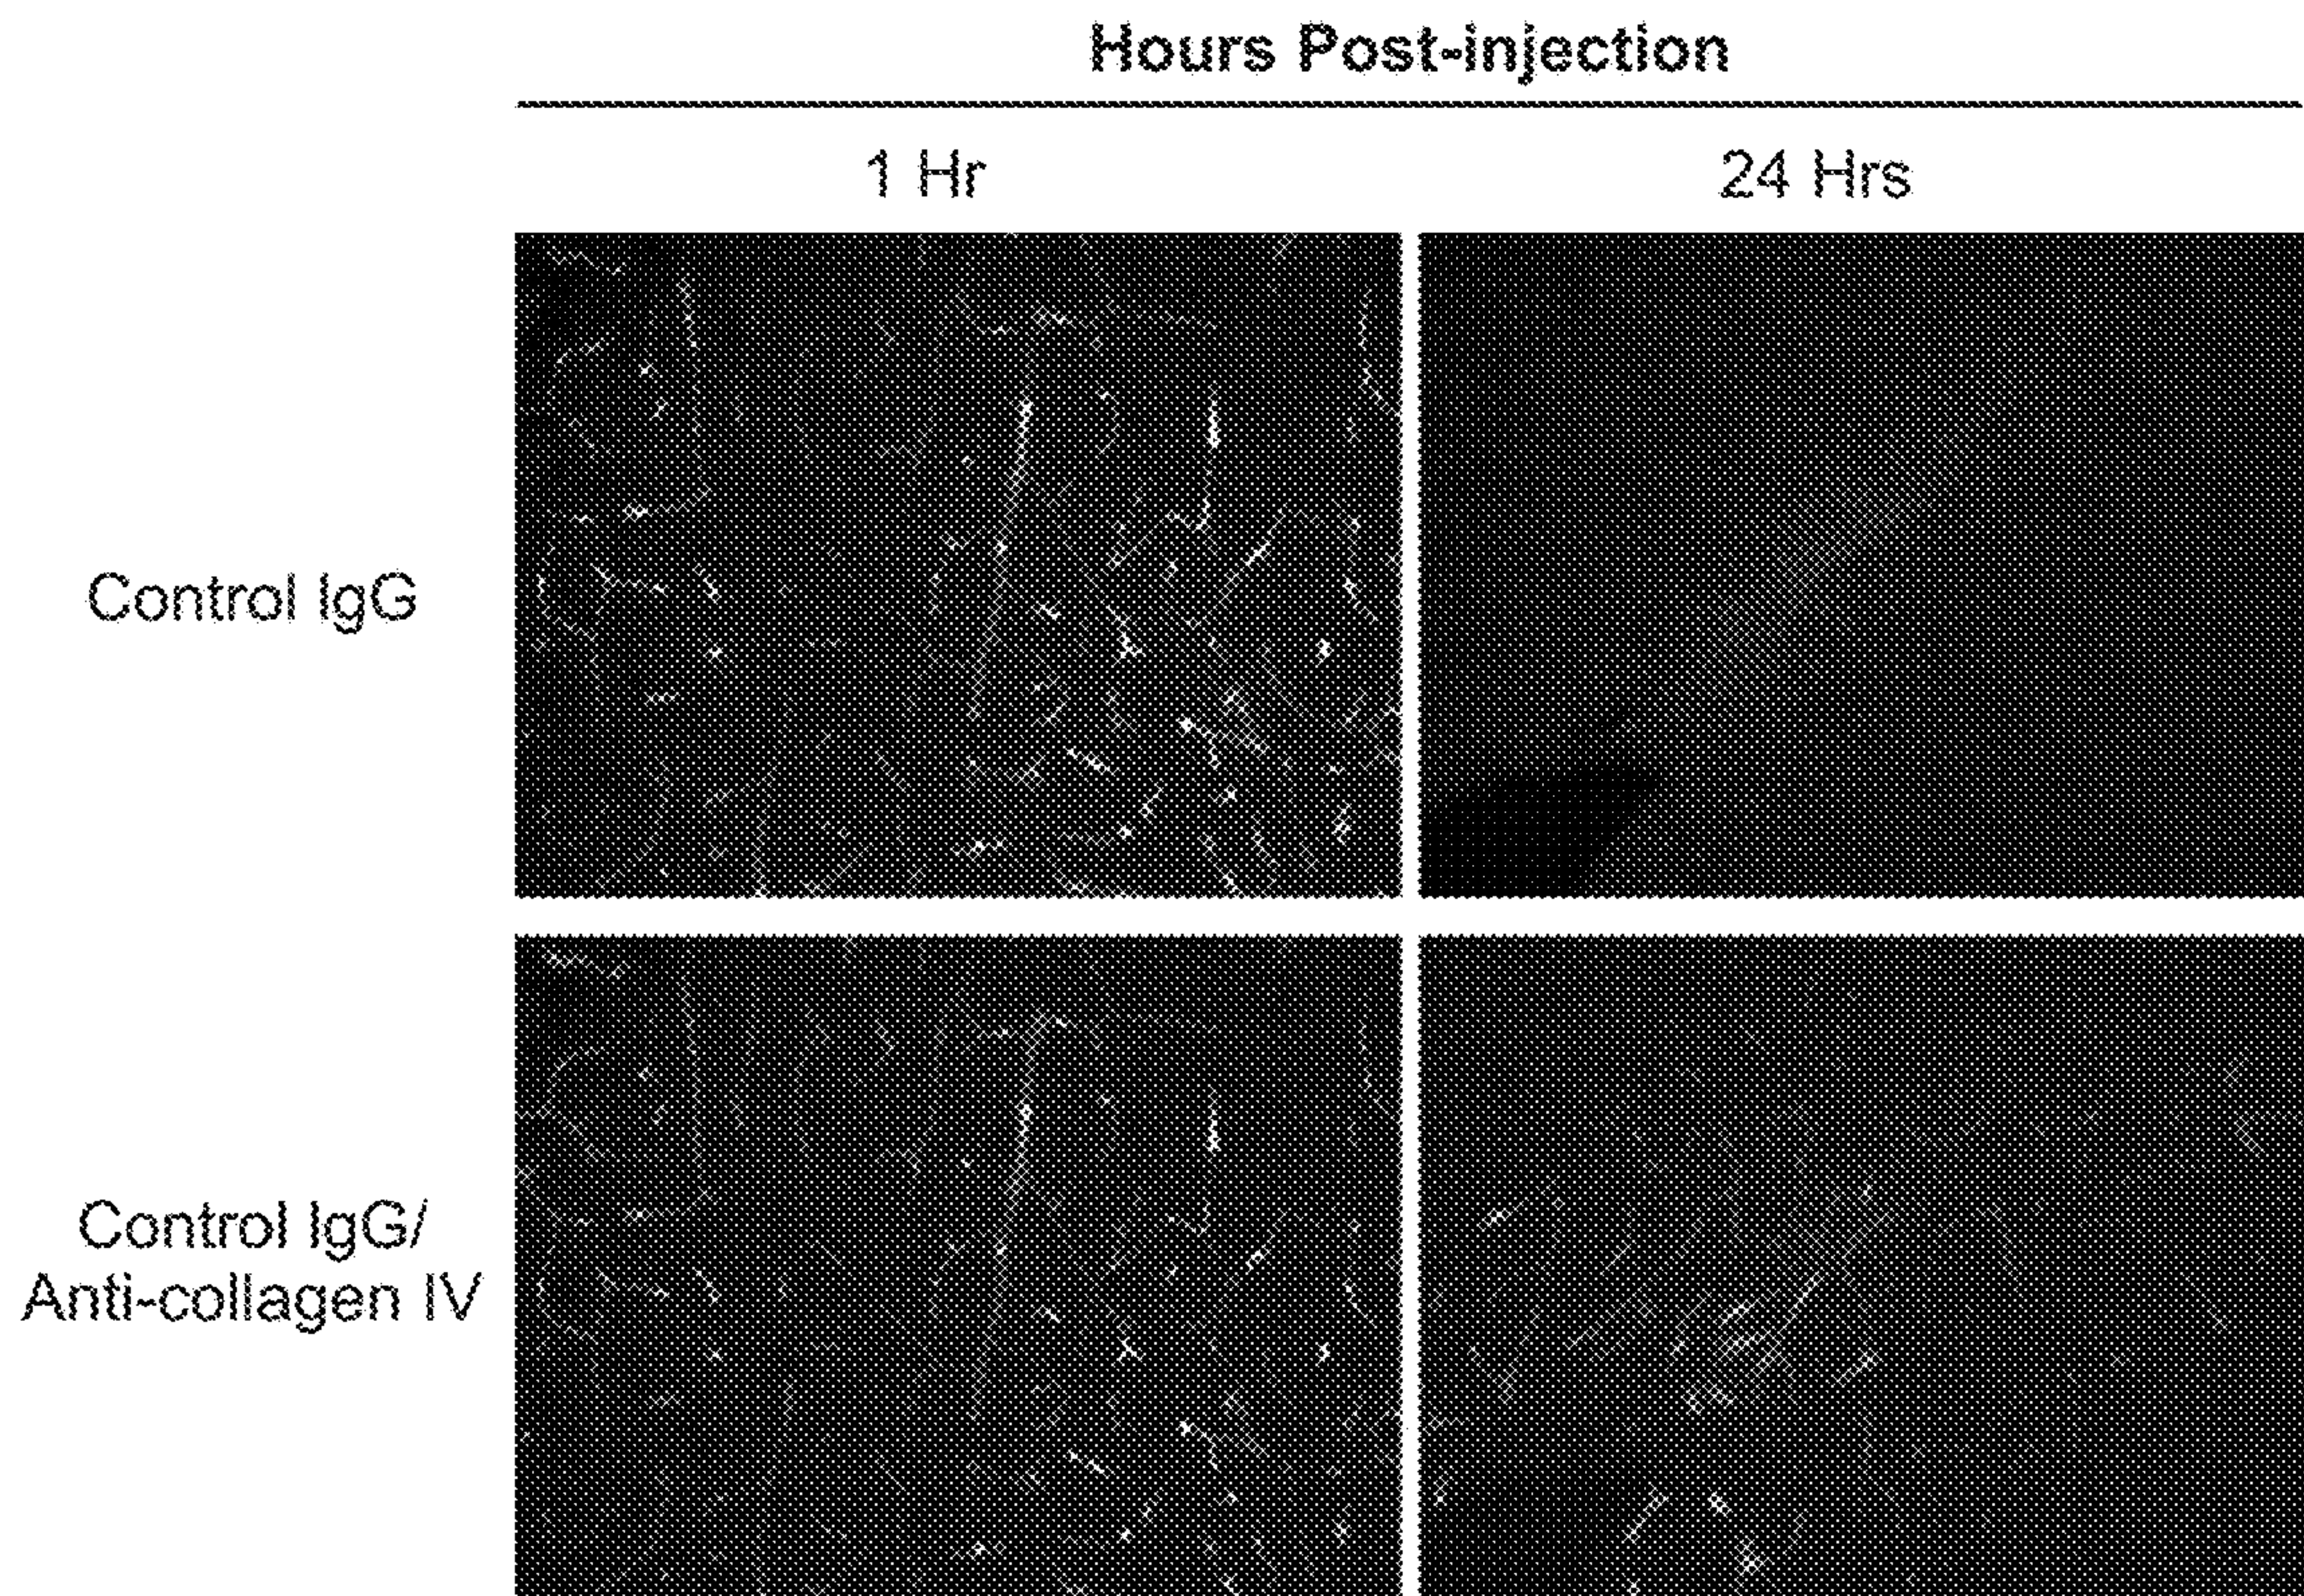 Hours Post-injection
1 Hr
24 Hrs
Control IgG
Control IgG/
Anti-collagen IV